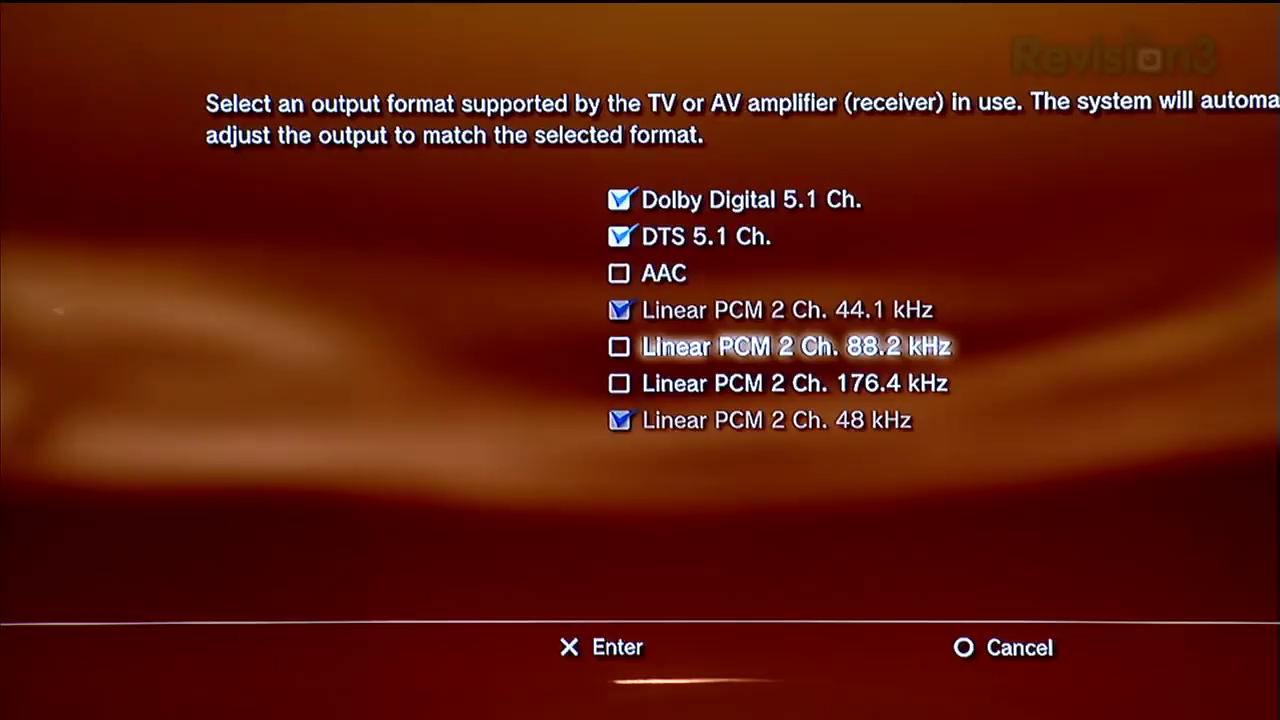 Revision3
Select an output format supported by the TV or AV amplifier (receiver) in use. The system will automa
adjust the output to match the selected format.
Dolby Digital 5.1 Ch.
DTS 5.1 Ch.
AAC
Linear PCM 2 Ch. 44.1 kHz
Linear PCM 2 Ch. 88.2 kHz
Linear PCM 2 Ch. 176.4 kHz
Linear PCM 2 Ch. 48 kHz
Enter
Cancel